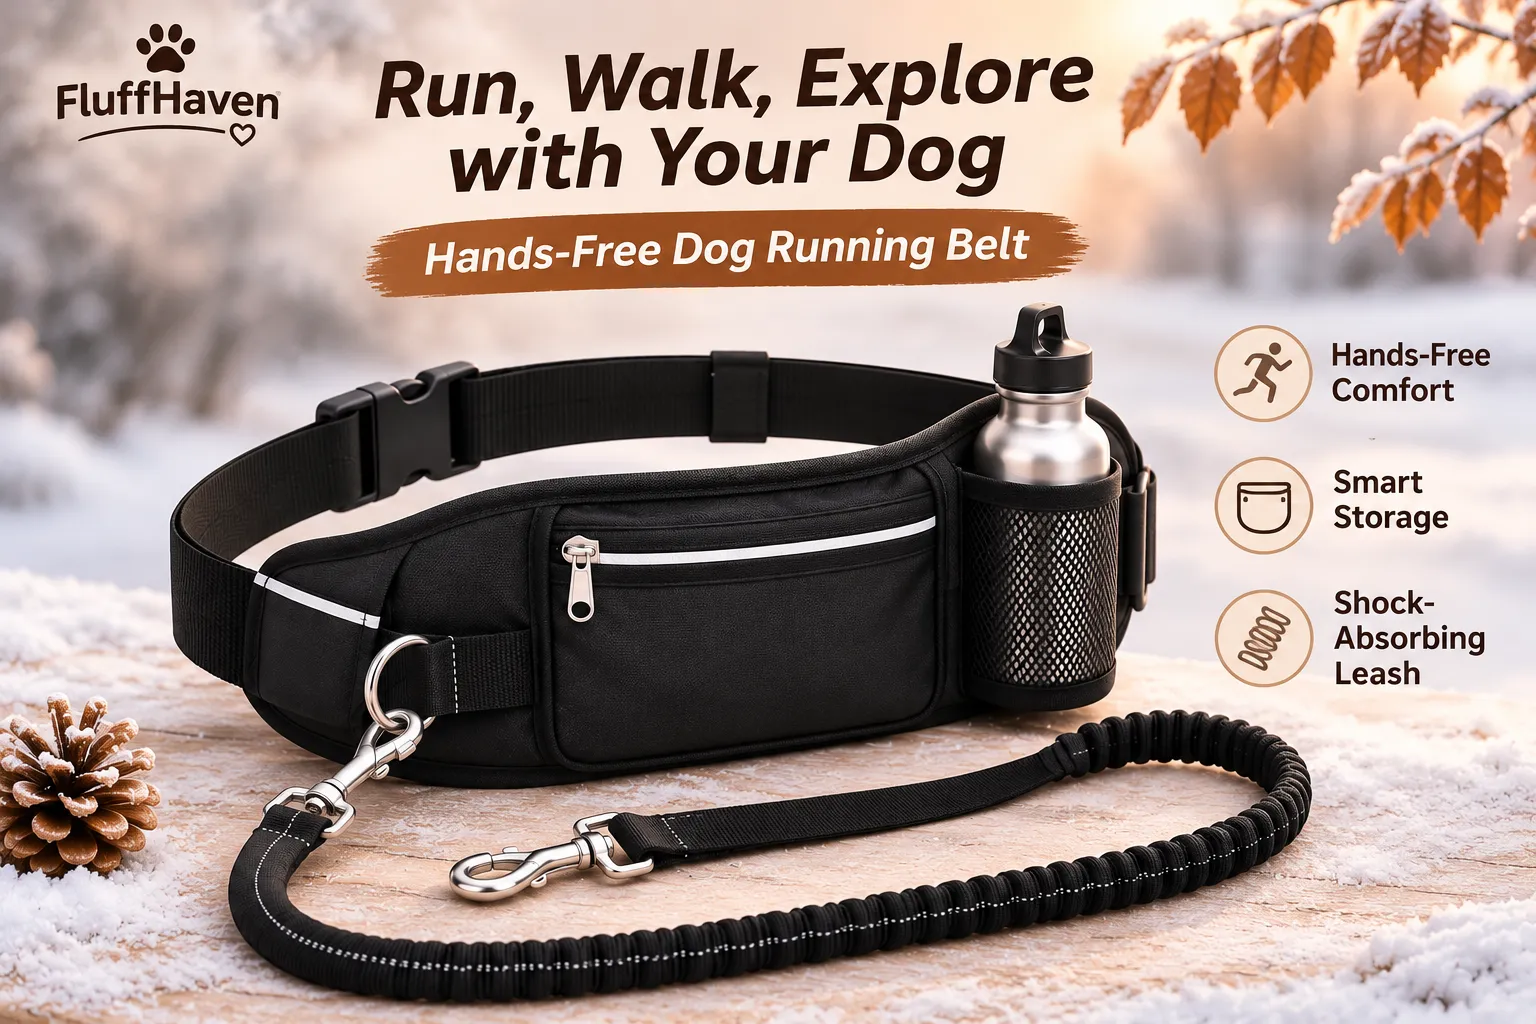 FluffHaven
Run, Walk, Explore
with Your Dog
Hands-Free Dog Running Belt
Hands-Free
Comfort
Smart
Storage
Shock-
Absorbing
Leash